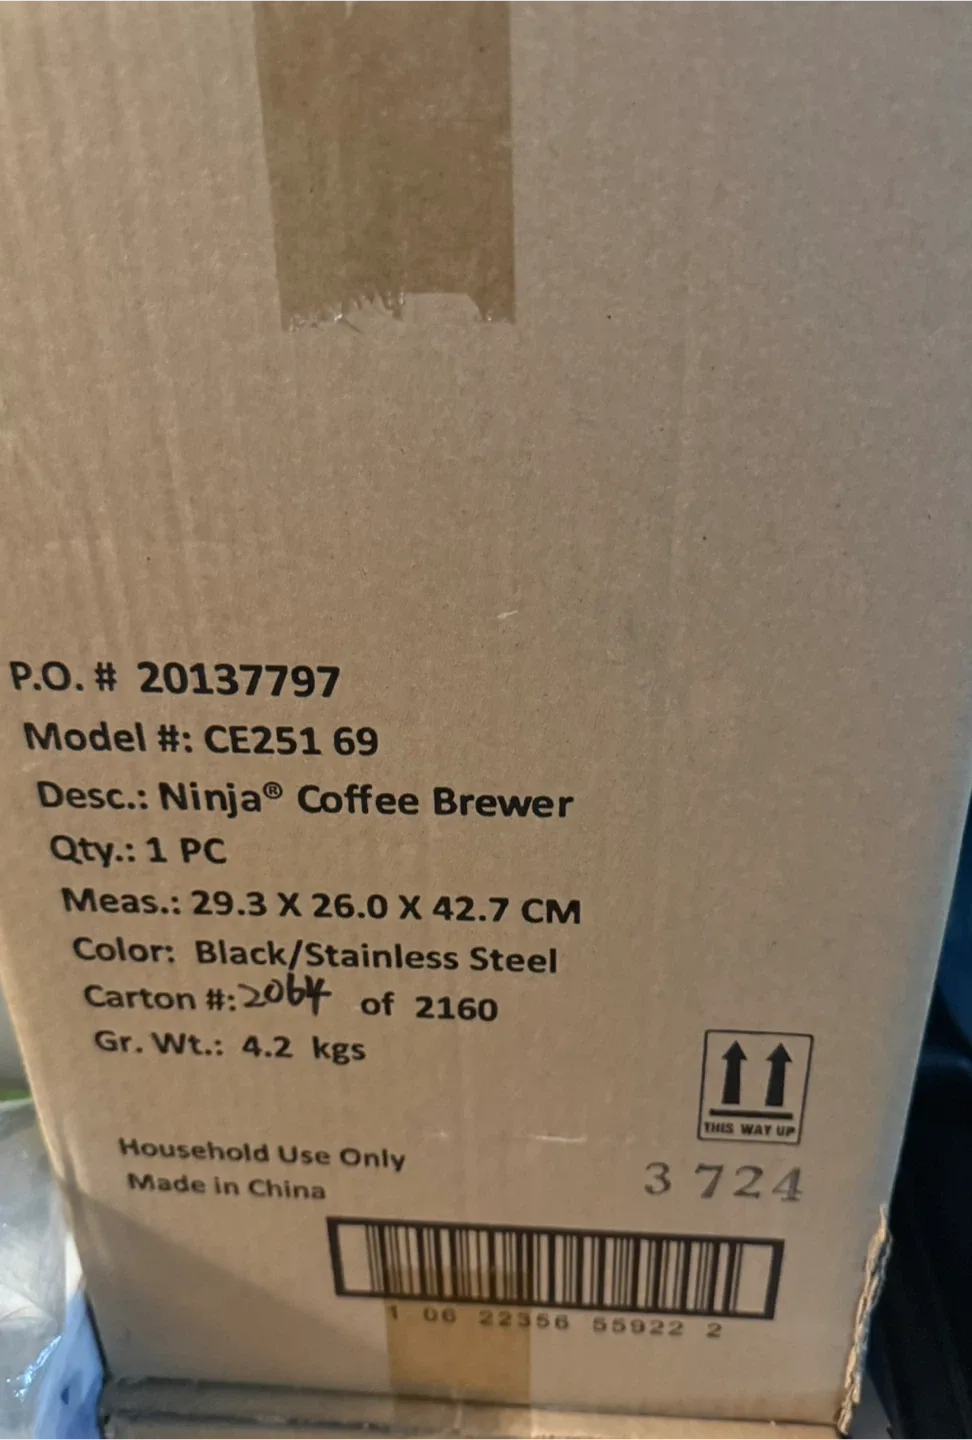 P.O. # 20137797
Model #: CE251 69
Desc.: Ninja® Coffee Brewer
Qty.: 1 PC
Meas.: 29.3 X 26.0 X 42.7 CM
Color: Black/Stainless Steel
Carton #: 2064 of 2160
Gr. Wt.: 4.2 kgs
THIS WAY UP
Household Use Only
Made in China
3 724
1 06 22356 55922 2